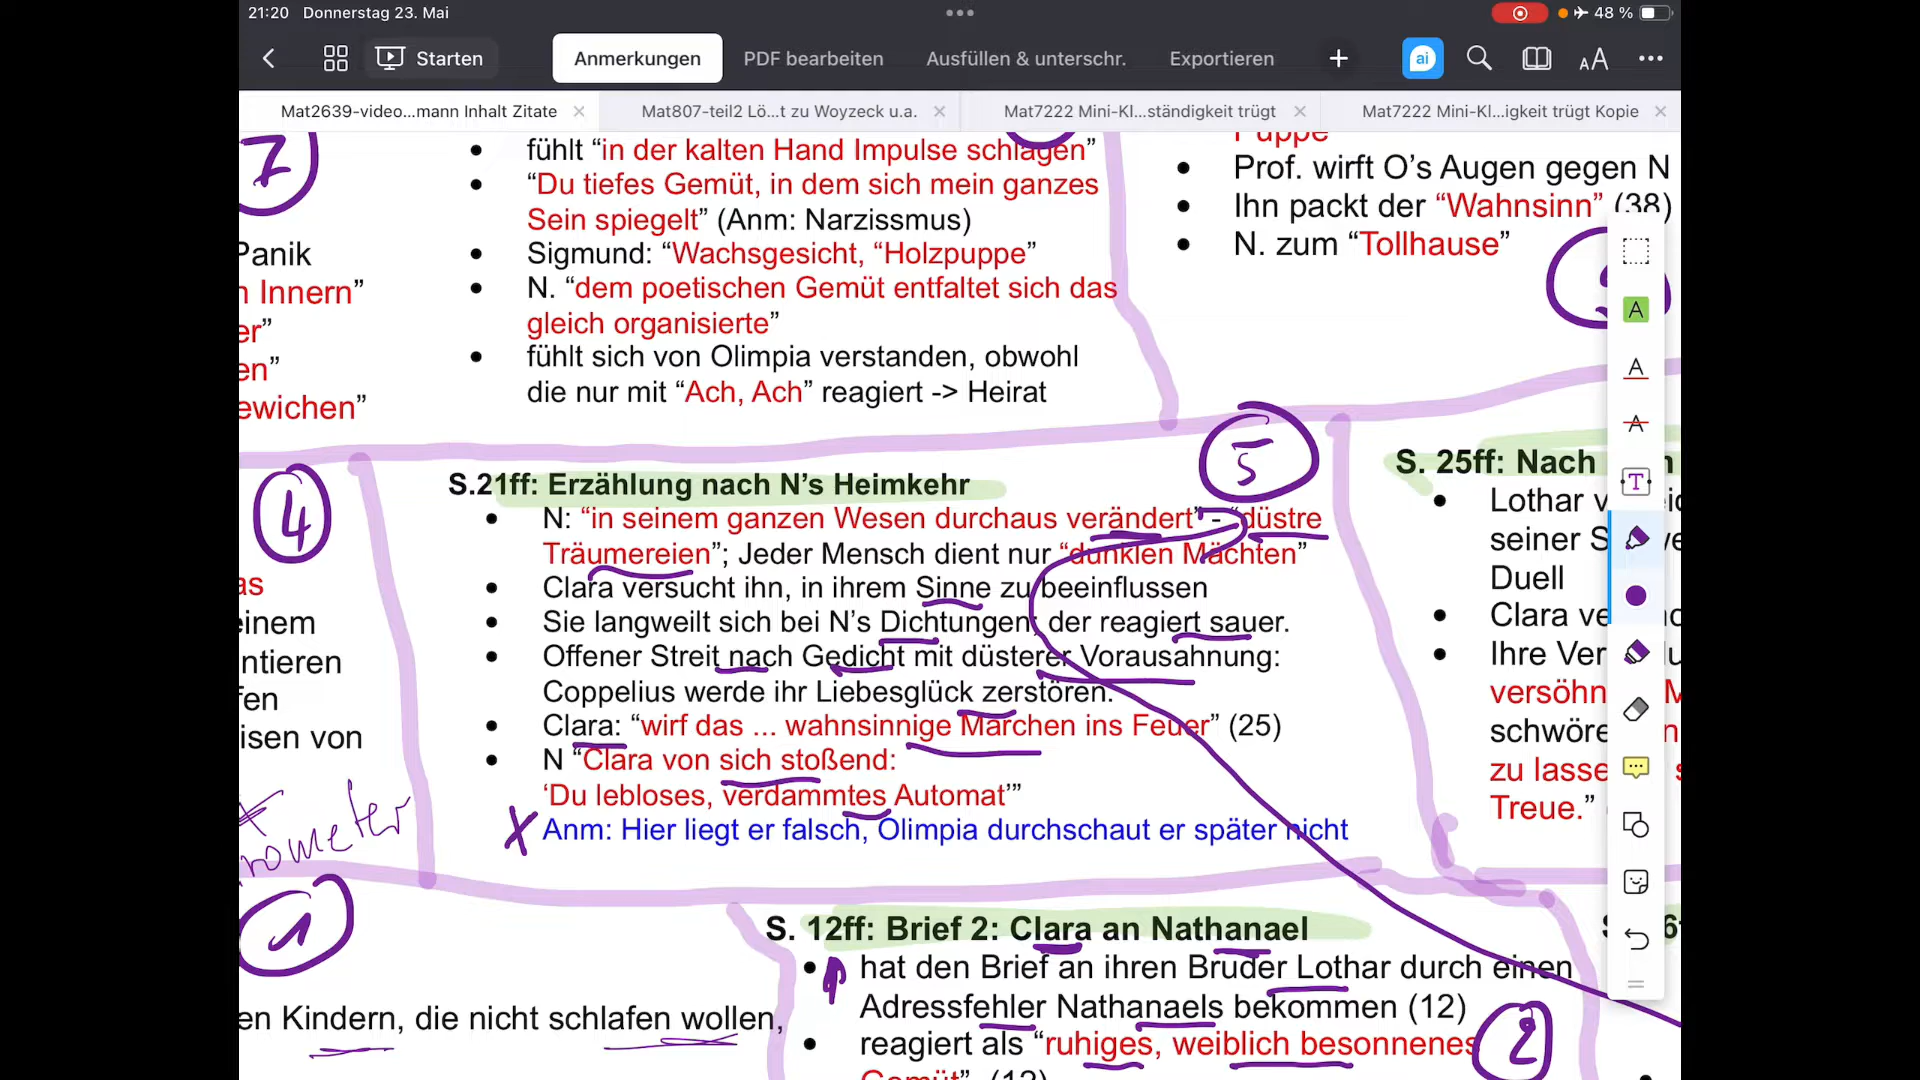 21:20 Donnerstag 23. Mai
48 %
Starten
Anmerkungen
PDF bearbeiten
Ausfüllen & unterschr.
Exportieren
ai
AA
Mat2639-video...mann Inhalt Zitate
Mat807-teil2 Lö...t zu Woyzeck u.a.
Mat7222 Mini-Kl...ständigkeit trügt
Mat7222 Mini-Kl...igkeit trügt Kopie
7
Panik
n Innern”
er”
en”
ewichen”
• fühlt “in der kalten Hand Impulse schlagen”
• “Du tiefes Gemüt, in dem sich mein ganzes
Sein spiegelt” (Anm: Narzissmus)
• Sigmund: “Wachsgesicht, “Holzpuppe”
• N. “dem poetischen Gemüt entfaltet sich das
gleich organisierte”
• fühlt sich von Olimpia verstanden, obwohl
die nur mit “Ach, Ach” reagiert -> Heirat
Puppe
• Prof. wirft O’s Augen gegen N
• Ihn packt der “Wahnsinn” (38)
• N. zum “Tollhause”
4
as
einem
ntieren
fen
isen von
ometer
5
S.21ff: Erzählung nach N’s Heimkehr
• N: “in seinem ganzen Wesen durchaus verändert” - “düstre
Träumereien”; Jeder Mensch dient nur “dunklen Mächten”
• Clara versucht ihn, in ihrem Sinne zu beeinflussen
• Sie langweilt sich bei N’s Dichtungen, der reagiert sauer.
• Offener Streit nach Gedicht mit düsterer Vorausahnung:
Coppelius werde ihr Liebesglück zerstören.
• Clara: “wirf das ... wahnsinnige Märchen ins Feuer” (25)
• N “Clara von sich stoßend:
‘Du lebloses, verdammtes Automat’”
X Anm: Hier liegt er falsch, Olimpia durchschaut er später nicht
S. 25ff: Nach
• Lothar
seiner
Duell
• Clara
• Ihre
versöhn
schwöre
zu lasse
Treue.”
1
en Kindern, die nicht schlafen wollen,
S. 12ff: Brief 2: Clara an Nathanael
• hat den Brief an ihren Bruder Lothar durch einen
Adressfehler Nathanaels bekommen (12)
• reagiert als “ruhiges, weiblich besonnenes
Gemüt” (12)
2